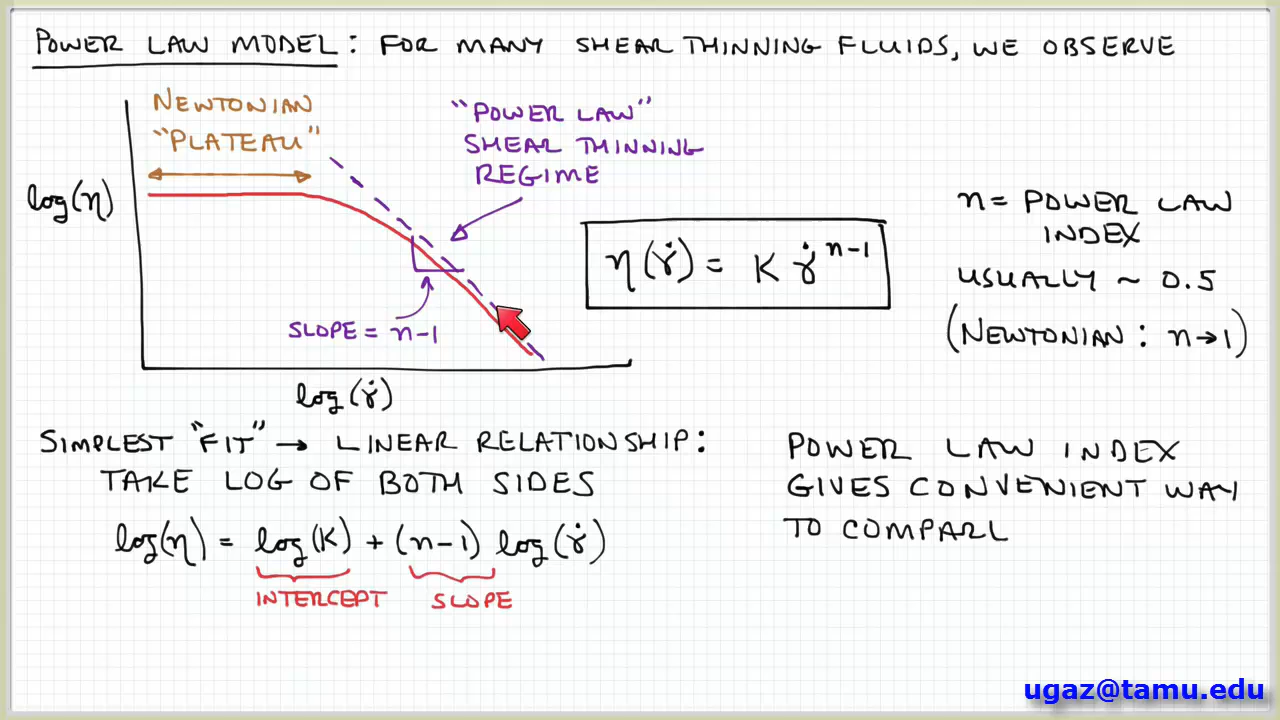 POWER LAW MODEL: FOR MANY SHEAR THINNING FLUIDS, WE OBSERVE
NEWTONIAN
"PLATEAU"
"POWER LAW"
SHEAR THINNING
REGIME
log(η)
SLOPE = n-1
log(γ̇)
η(γ̇) = K γ̇^(n-1)
n = POWER LAW
INDEX
USUALLY ~ 0.5
(NEWTONIAN: n→1)
SIMPLEST "FIT" → LINEAR RELATIONSHIP:
TAKE LOG OF BOTH SIDES
log(η) = log(K) + (n-1) log(γ̇)
INTERCEPT SLOPE
POWER LAW INDEX
GIVES CONVENIENT WAY
TO COMPARE
ugaz@tamu.edu